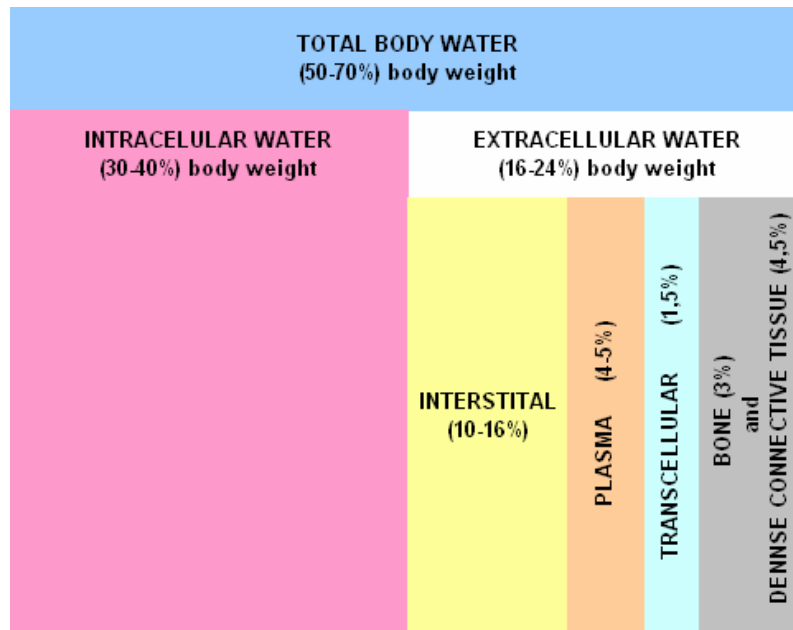 TOTAL BODY WATER
(50-70%) body weight
INTRACELULAR WATER
(30-40%) body weight
EXTRACELLULAR WATER
(16-24%) body weight
INTERSTITAL
(10-16%)
PLASMA (4-5%)
TRANSCELLULAR (1,5%)
BONE (3%)
and
DENNSE CONNECTIVE TISSUE (4,5%)